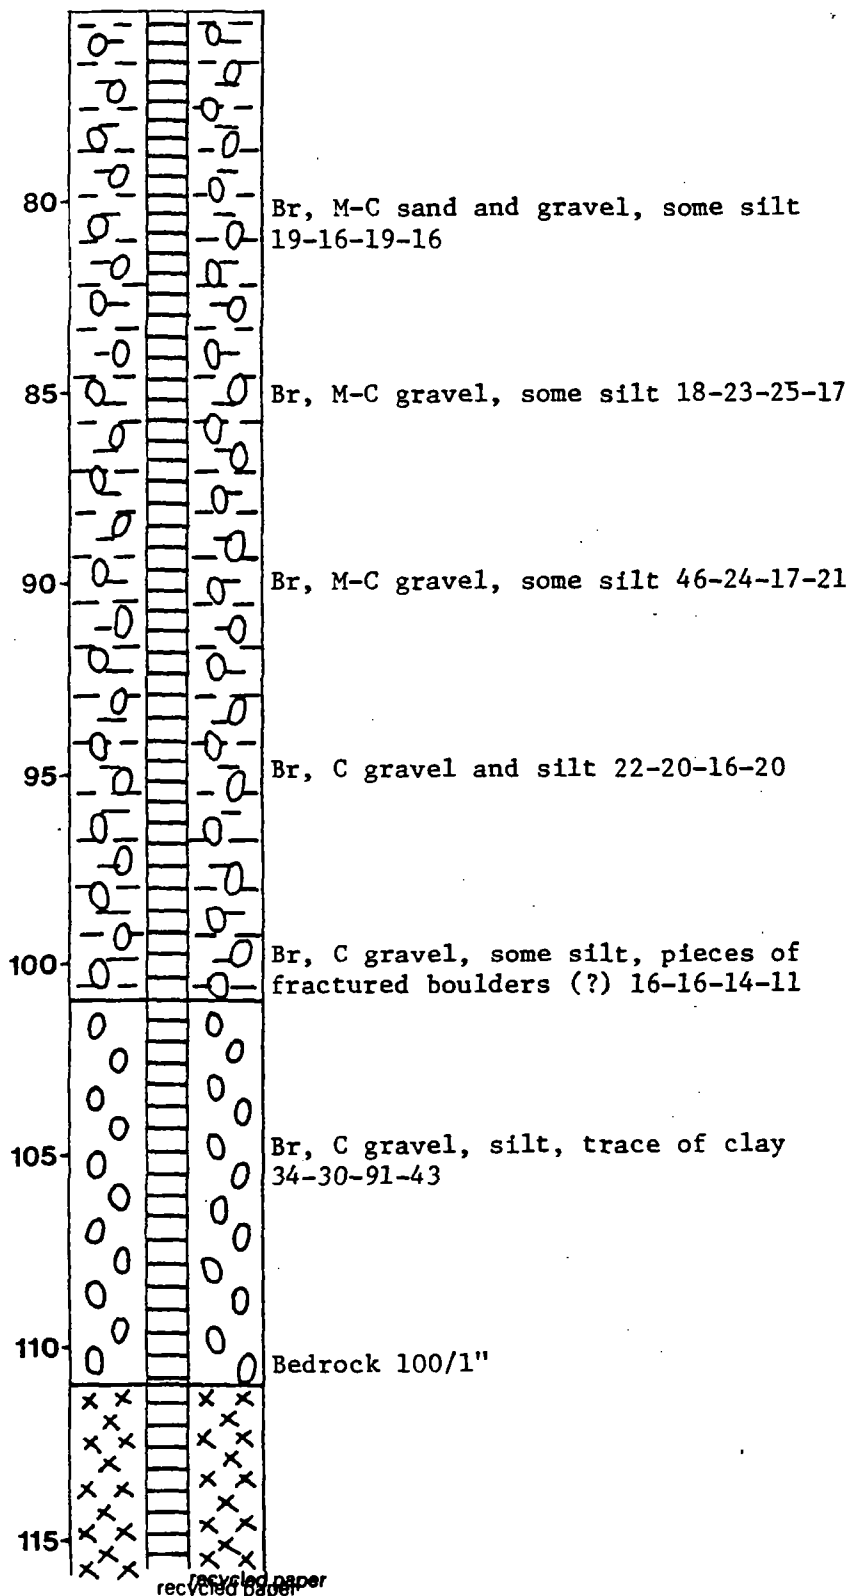 80
Br, M-C sand and gravel, some silt
19-16-19-16
85
Br, M-C gravel, some silt 18-23-25-17
90
Br, M-C gravel, some silt 46-24-17-21
95
Br, C gravel and silt 22-20-16-20
100
Br, C gravel, some silt, pieces of
fractured boulders (?) 16-16-14-11
105
Br, C gravel, silt, trace of clay
34-30-91-43
110
Bedrock 100/1"
115
recycled paper
recycled paper